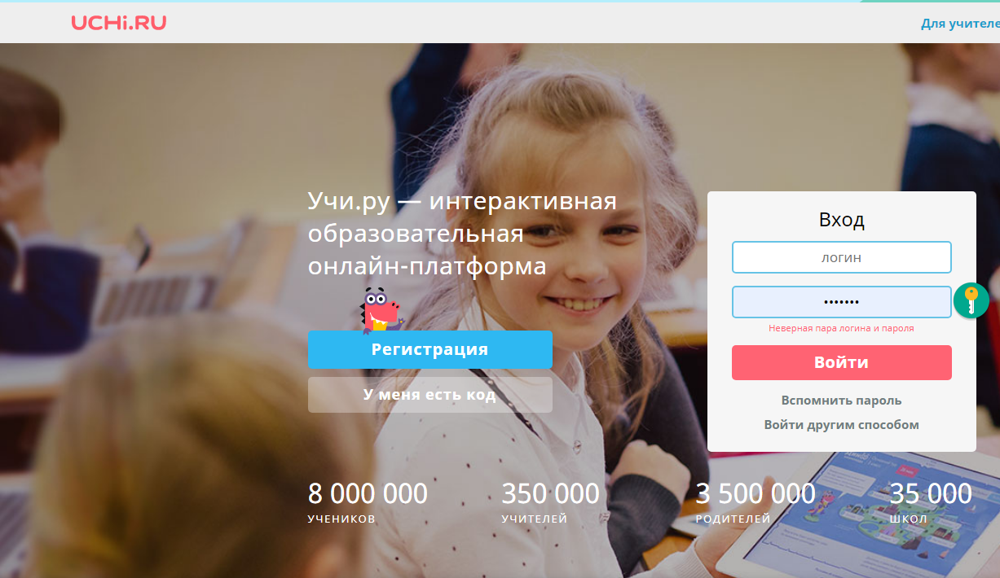 UCHi.RU
Для учителе
Учи.ру — интерактивная
образовательная
онлайн-платформа
Регистрация
У меня есть код
Вход
ЛОГИН
•••••••
Неверная пара логина и пароля
Войти
Вспомнить пароль
Войти другим способом
8 000 000
УЧЕНИКОВ
350 000
УЧИТЕЛЕЙ
3 500 000
РОДИТЕЛЕЙ
35 000
ШКОЛ